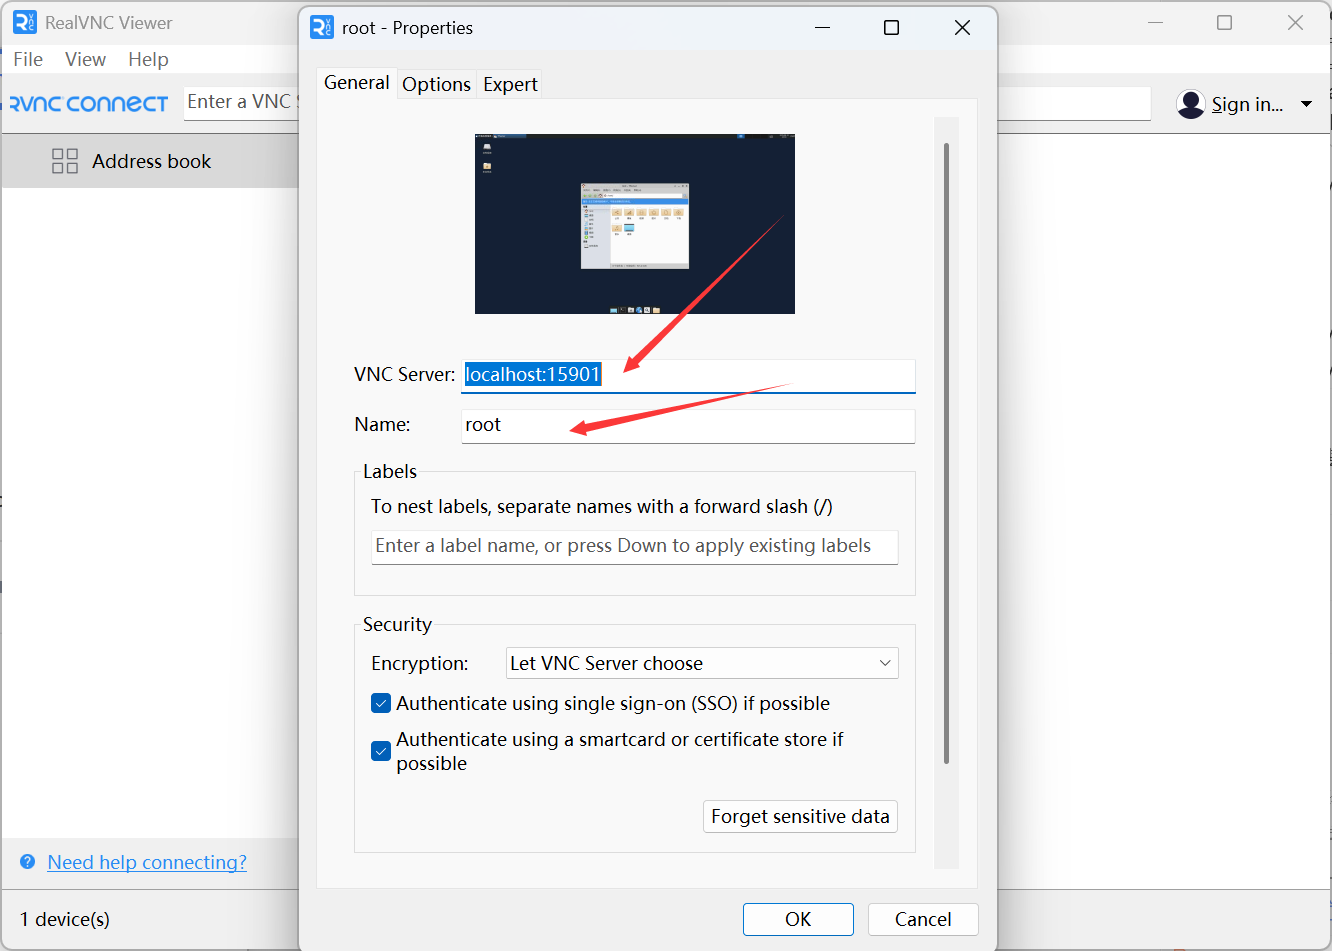 RealVNC Viewer
root - Properties
File View Help
General Options Expert
RVNC CONNECT
Enter a VNC S
Sign in...
Address book
VNC Server: localhost:15901
Name: root
Labels
To nest labels, separate names with a forward slash (/)
Enter a label name, or press Down to apply existing labels
Security
Encryption: Let VNC Server choose
Authenticate using single sign-on (SSO) if possible
Authenticate using a smartcard or certificate store if
possible
Forget sensitive data
Need help connecting?
OK Cancel
1 device(s)